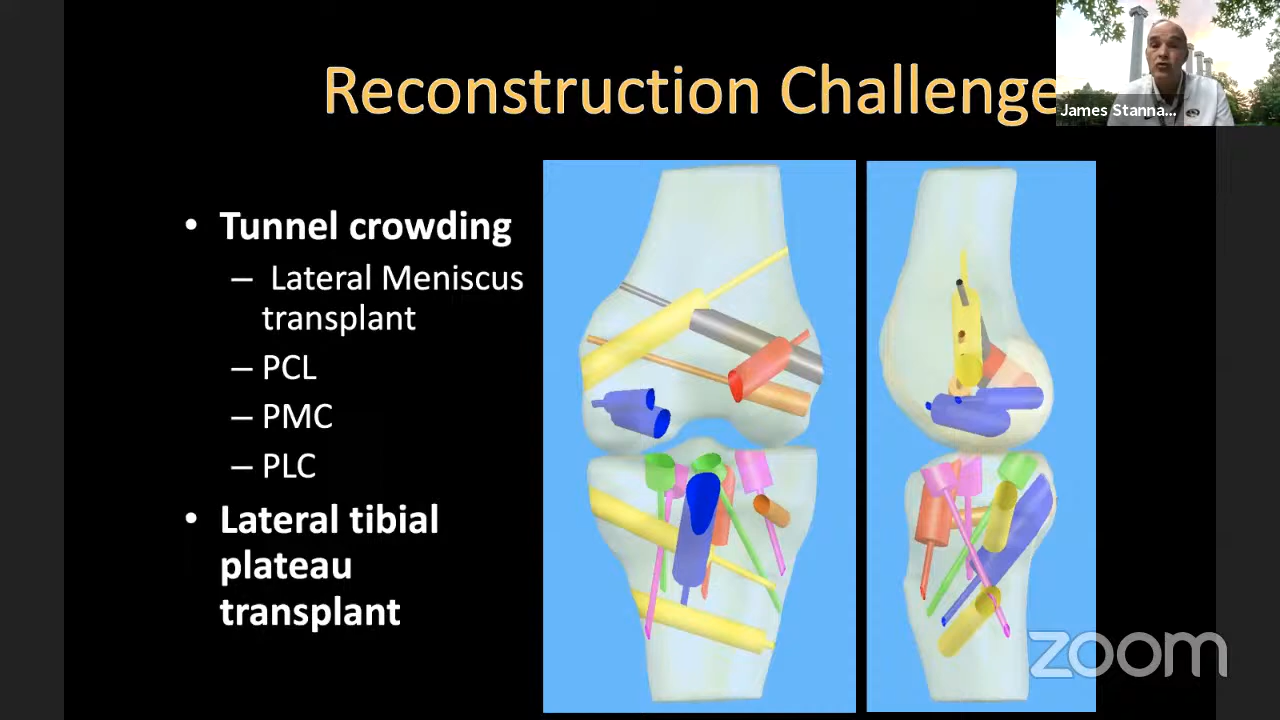 Reconstruction Challenge
James Stanna...
• Tunnel crowding
– Lateral Meniscus
transplant
– PCL
– PMC
– PLC
• Lateral tibial
plateau
transplant
zoom